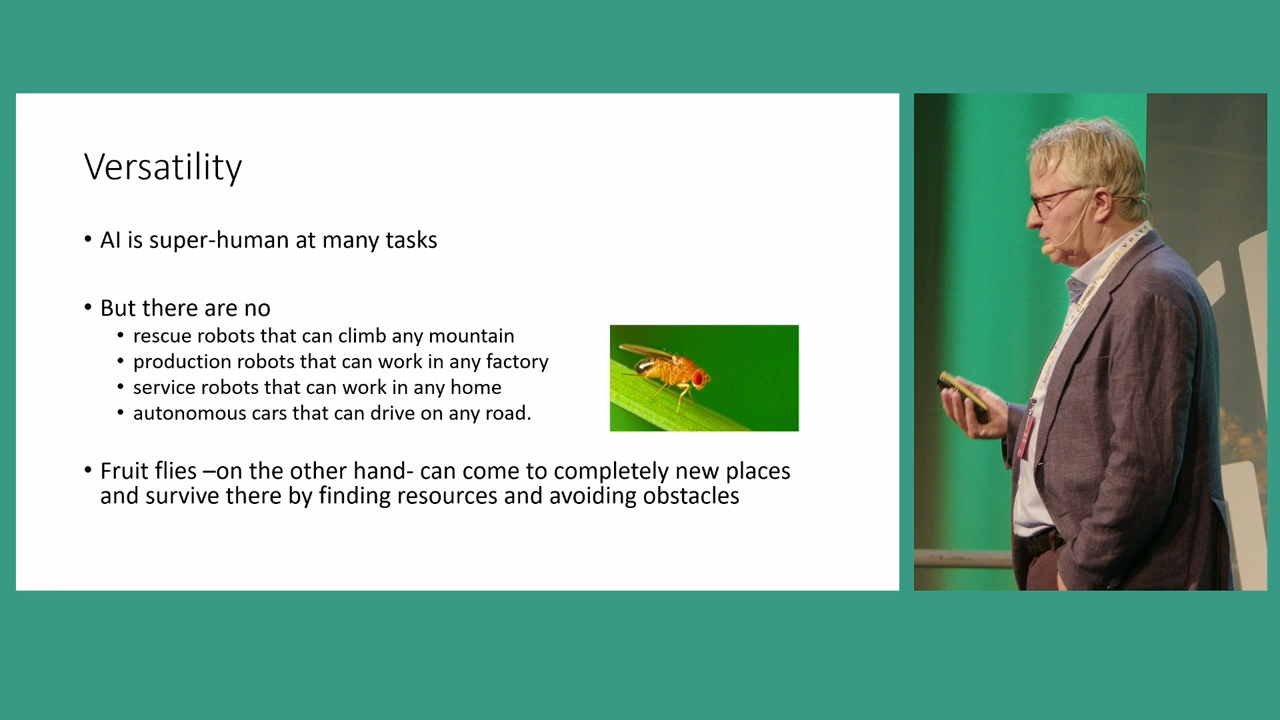 Versatility
• AI is super-human at many tasks
• But there are no
• rescue robots that can climb any mountain
• production robots that can work in any factory
• service robots that can work in any home
• autonomous cars that can drive on any road.
• Fruit flies –on the other hand- can come to completely new places
and survive there by finding resources and avoiding obstacles